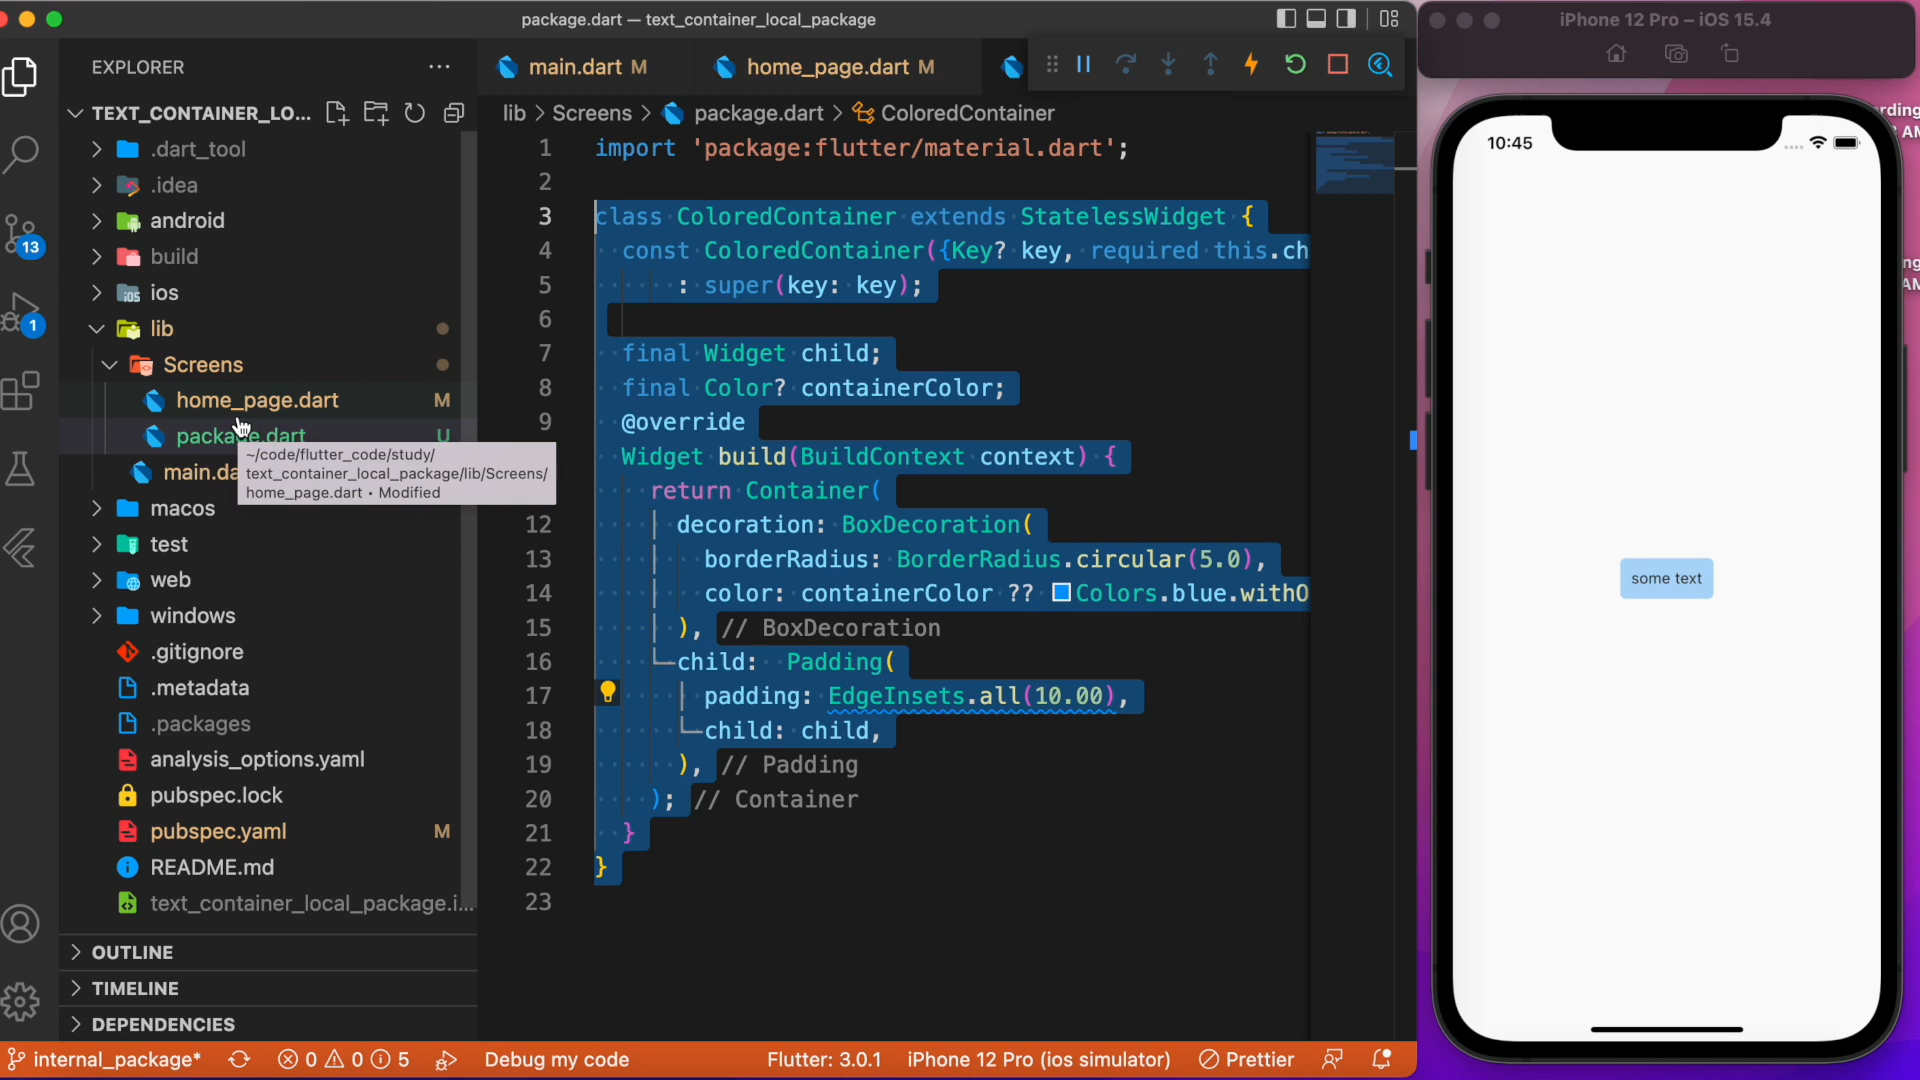 package.dart — text_container_local_package
EXPLORER
TEXT_CONTAINER_LO...
.dart_tool
.idea
android
build
ios
lib
Screens
home_page.dart M
package.dart U
main.da
~/code/flutter_code/study/
text_container_local_package/lib/Screens/
home_page.dart • Modified
macos
test
web
windows
.gitignore
.metadata
.packages
analysis_options.yaml
pubspec.lock
pubspec.yaml M
README.md
text_container_local_package.i...
OUTLINE
TIMELINE
DEPENDENCIES
13
1
main.dart M
home_page.dart M
lib > Screens > package.dart > ColoredContainer
1 import 'package:flutter/material.dart';
2
3 class ColoredContainer extends StatelessWidget {
4 const ColoredContainer({Key? key, required this.ch
5 : super(key: key);
6
7 final Widget child;
8 final Color? containerColor;
9 @override
Widget build(BuildContext context) {
return Container(
12 decoration: BoxDecoration(
13 borderRadius: BorderRadius.circular(5.0),
14 color: containerColor ?? Colors.blue.withO
15 ), // BoxDecoration
16 child: Padding(
17 padding: EdgeInsets.all(10.00),
18 child: child,
19 ), // Padding
20 ); // Container
21 }
22 }
23
internal_package* 0 0 5 Debug my code Flutter: 3.0.1 iPhone 12 Pro (ios simulator) Prettier
iPhone 12 Pro – iOS 15.4
10:45
some text